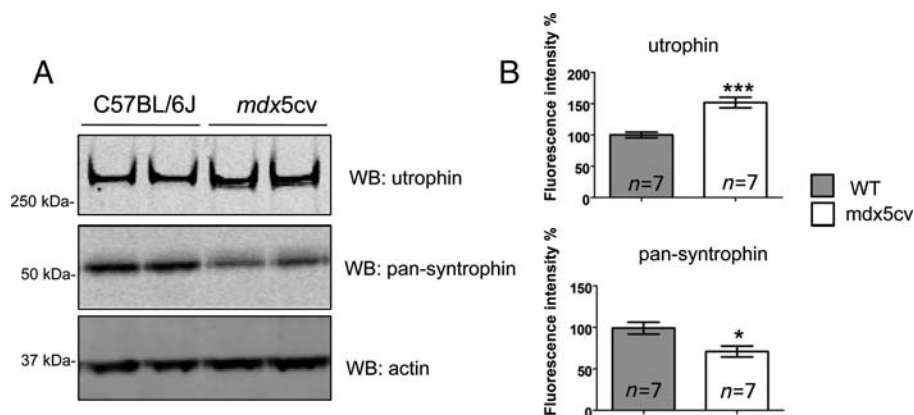 A
C57BL/6J mdx5cv
250 kDa-
WB: utrophin
50 kDa-
WB: pan-syntrophin
37 kDa-
WB: actin
B
utrophin
Fluorescence intensity %
200
150
100
50
0
***
n=7
n=7
WT
mdx5cv
pan-syntrophin
Fluorescence intensity %
150
100
50
0
*
n=7
n=7